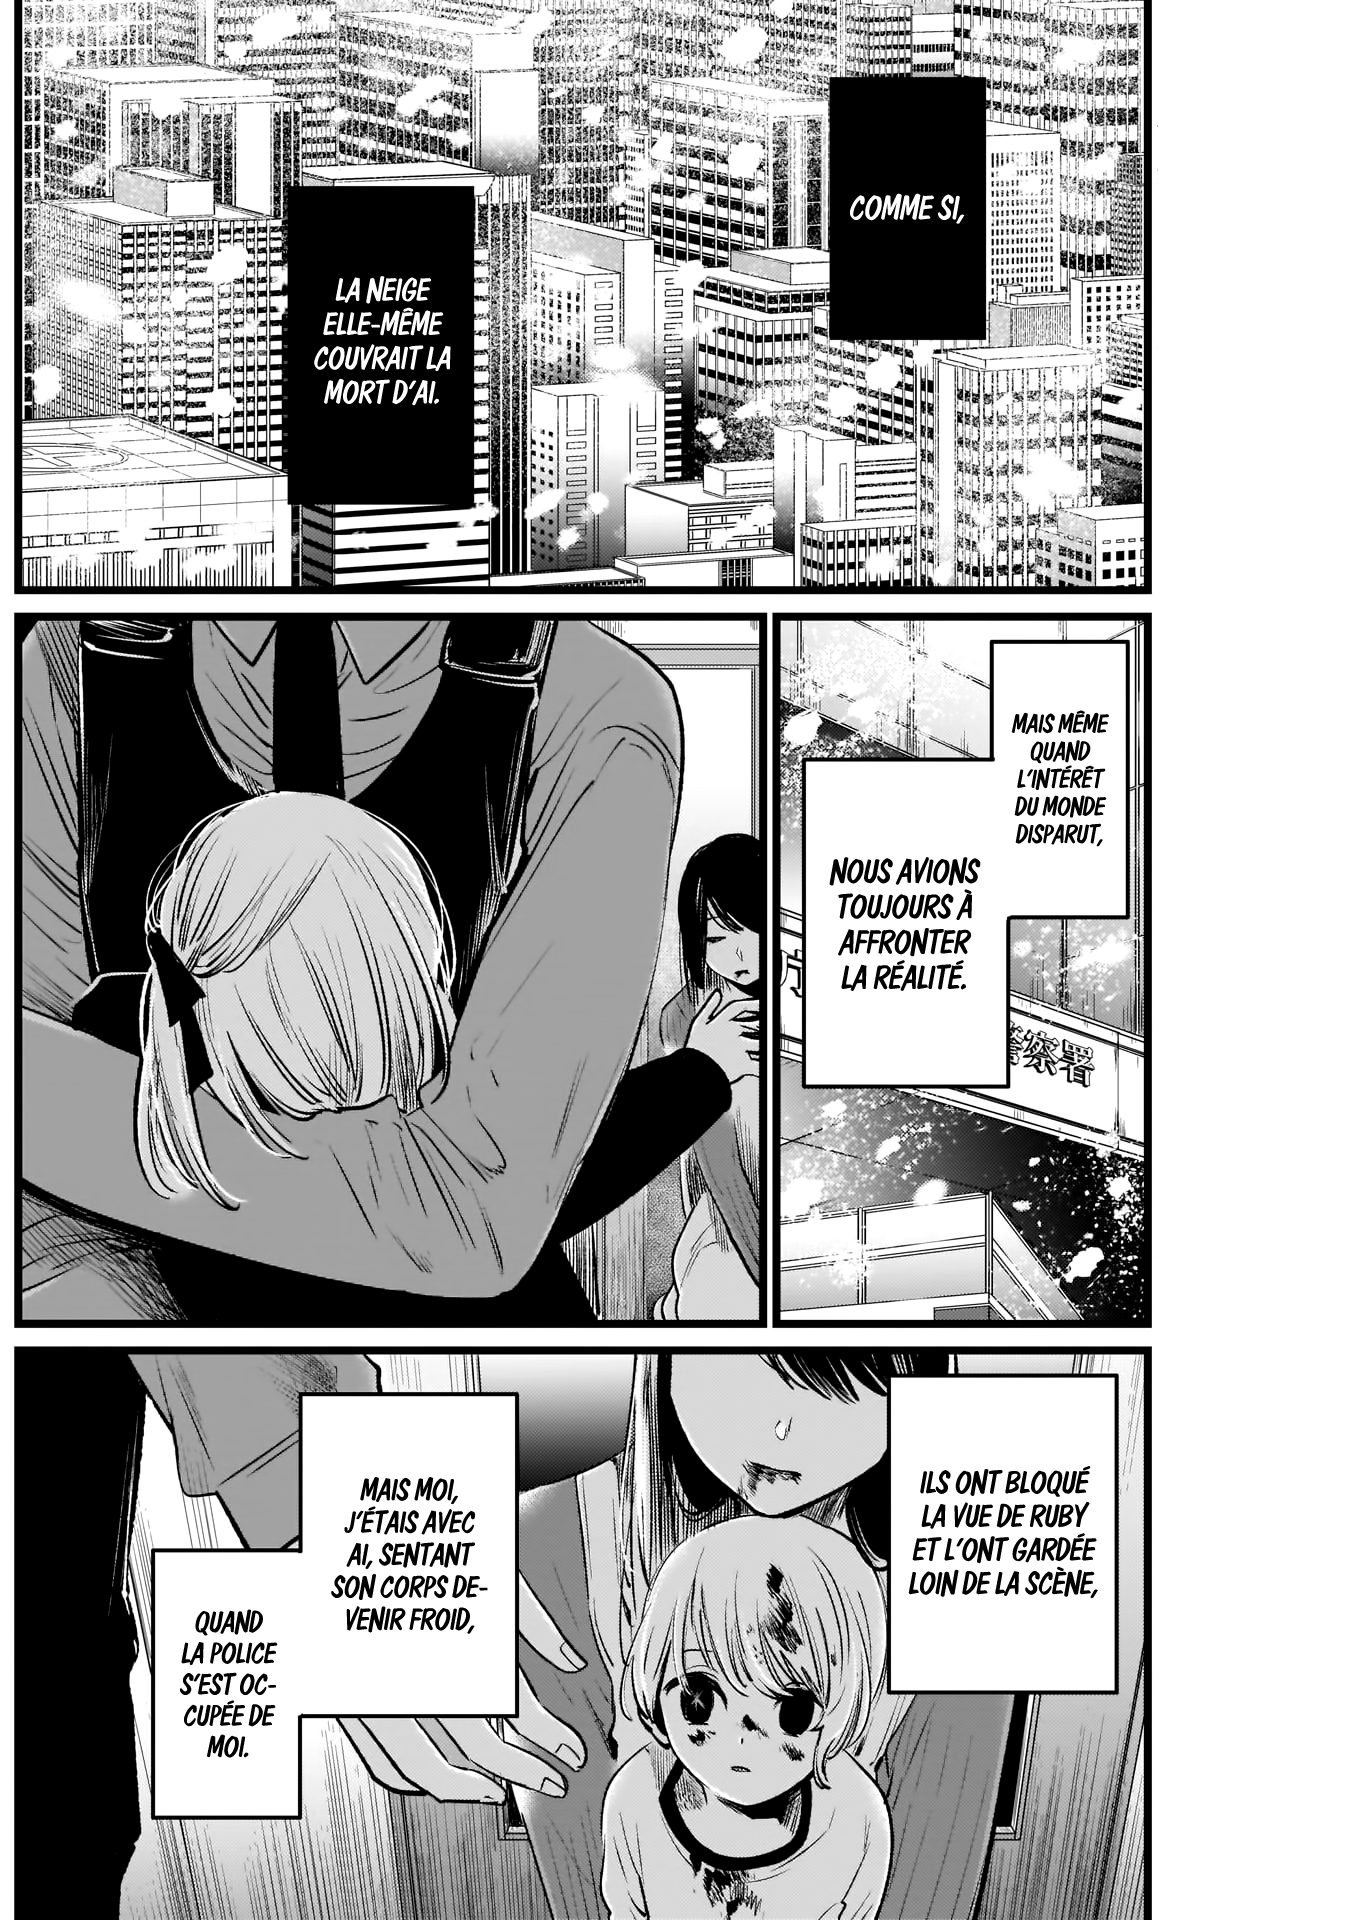 COMME SI,
LA NEIGE
ELLE-MÊME
COUVRAIT LA
MORT D'AI.
MAIS MÊME
QUAND
L'INTÉRÊT
DU MONDE
DISPARUT,
NOUS AVIONS
TOUJOURS À
AFFRONTER
LA RÉALITÉ.
警察署
ILS ONT BLOQUÉ
LA VUE DE RUBY
ET L'ONT GARDÉE
LOIN DE LA SCÈNE,
MAIS MOI,
J'ÉTAIS AVEC
AI, SENTANT
SON CORPS DE-
VENIR FROID,
QUAND
LA POLICE
S'EST OC-
CUPÉE DE
MOI.